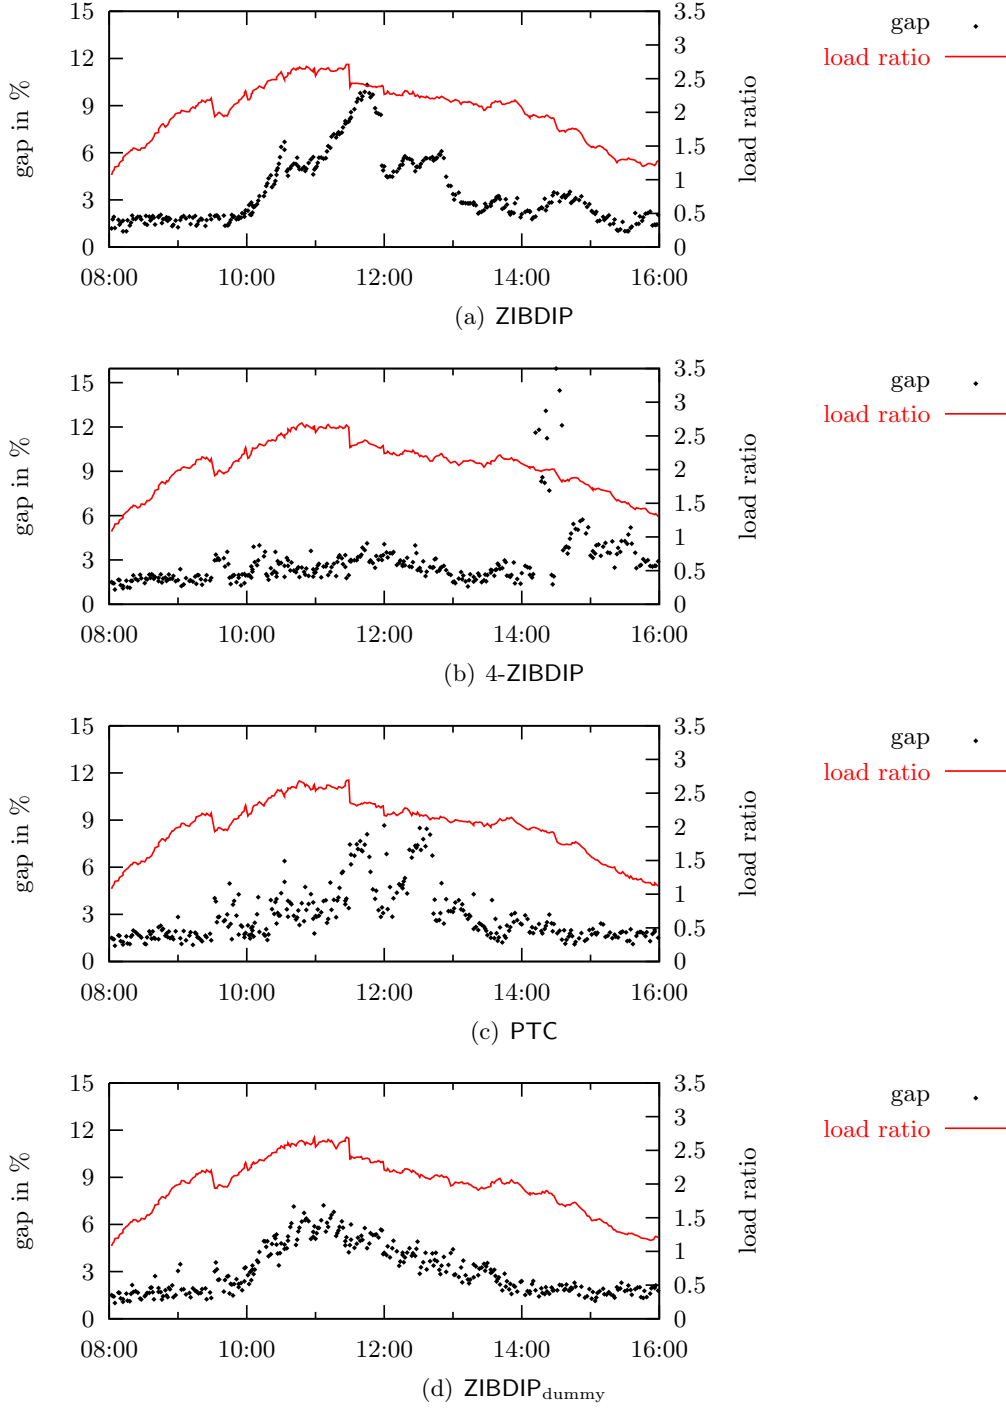 15
12
9
6
3
0
gap in %
3.5
3
2.5
2
1.5
1
0.5
0
load ratio
08:00 10:00 12:00 14:00 16:00
gap
load ratio
(a) ZIBDIP
15
12
9
6
3
0
gap in %
3.5
3
2.5
2
1.5
1
0.5
0
load ratio
08:00 10:00 12:00 14:00 16:00
gap
load ratio
(b) 4-ZIBDIP
15
12
9
6
3
0
gap in %
3.5
3
2.5
2
1.5
1
0.5
0
load ratio
08:00 10:00 12:00 14:00 16:00
gap
load ratio
(c) PTC
15
12
9
6
3
0
gap in %
3.5
3
2.5
2
1.5
1
0.5
0
load ratio
08:00 10:00 12:00 14:00 16:00
gap
load ratio
(d) ZIBDIPdummy